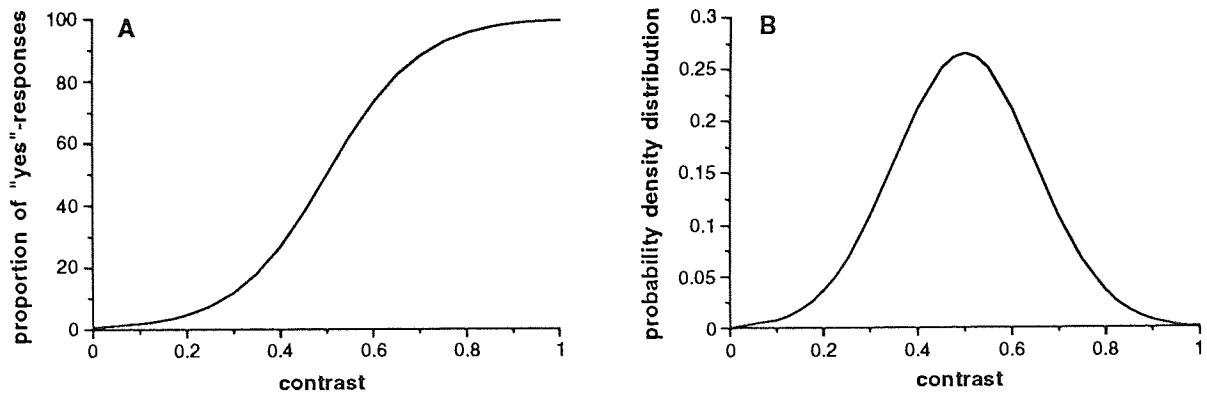 A
proportion of "yes"-responses
100
80
60
40
20
0
0 0.2 0.4 0.6 0.8 1
contrast
B
probability density distribution
0.3
0.25
0.2
0.15
0.1
0.05
0
0 0.2 0.4 0.6 0.8 1
contrast